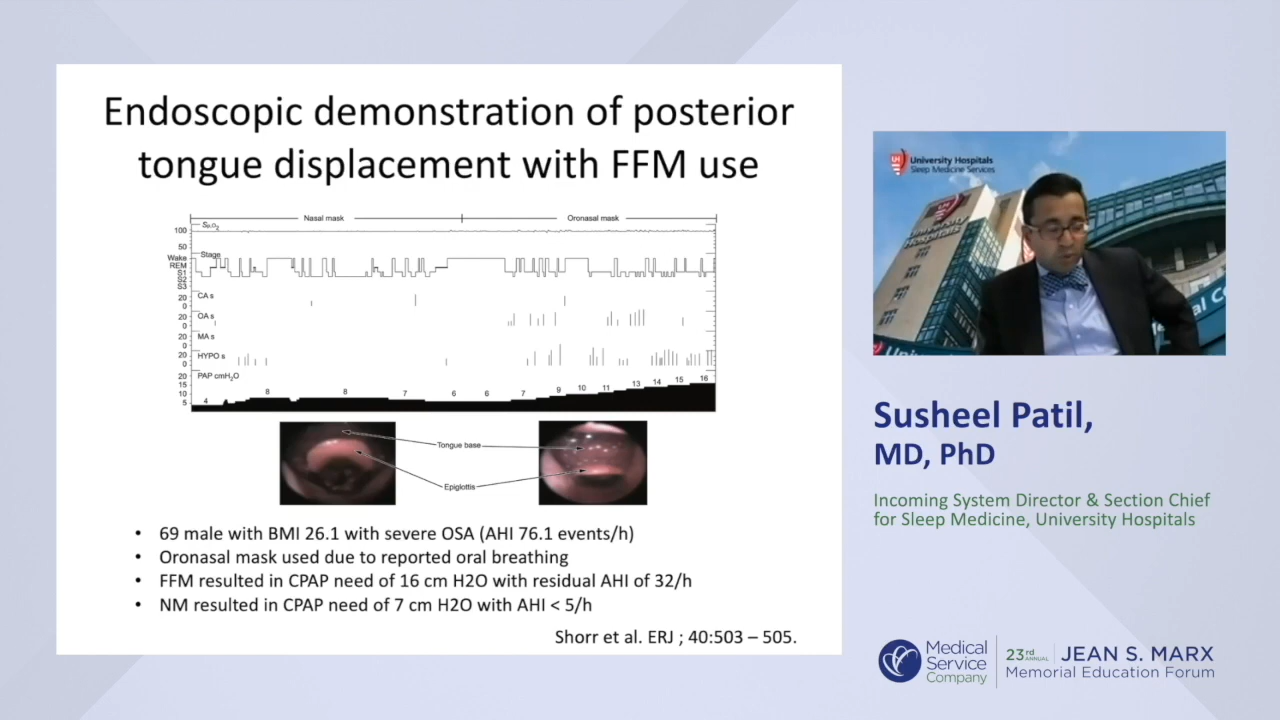 Endoscopic demonstration of posterior
tongue displacement with FFM use
Nasal mask
Oronasal mask
Sp,O2
100
50
Stage
Wake
REM
S1
S2
S3
CA s
20
0
OA s
20
0
MA s
20
0
HYPO s
20
0
PAP cmH2O
20
15
10
5
4 8 8 7 6 6 7 9 10 11 13 14 15 16
Tongue base
Epiglottis
• 69 male with BMI 26.1 with severe OSA (AHI 76.1 events/h)
• Oronasal mask used due to reported oral breathing
• FFM resulted in CPAP need of 16 cm H2O with residual AHI of 32/h
• NM resulted in CPAP need of 7 cm H2O with AHI < 5/h
Shorr et al. ERJ ; 40:503 – 505.
UH University Hospitals
Sleep Medicine Services
University
Hospitals
Susheel Patil,
MD, PhD
Incoming System Director & Section Chief
for Sleep Medicine, University Hospitals
Medical
Service
Company
23rd ANNUAL JEAN S. MARX
Memorial Education Forum